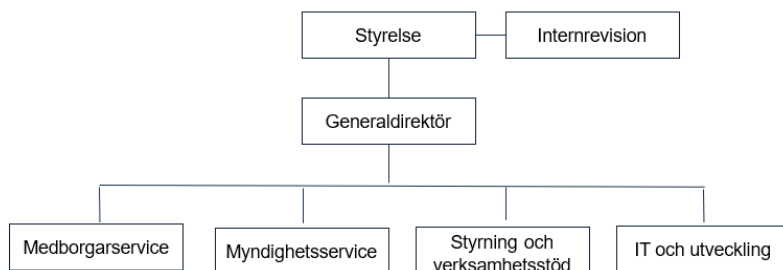 Styrelse
Internrevision
Generaldirektör
Medborgarservice
Myndighetsservice
Styrning och
verksamhetsstöd
IT och utveckling